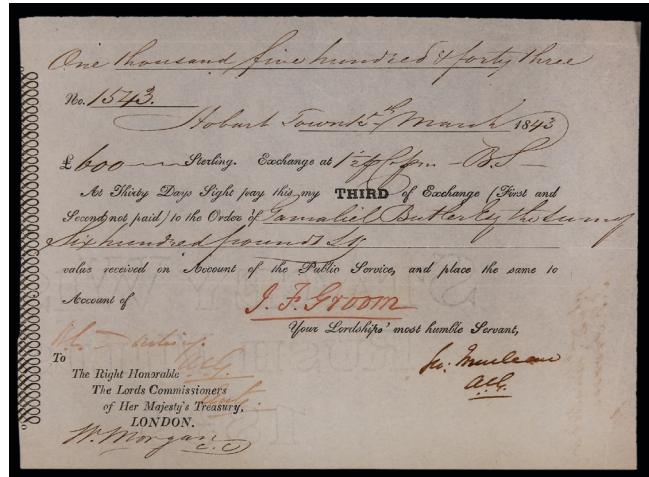 One thousand five hundred & forty three
No. 1543.
Hobart Town 5th March 1843
£600 Sterling. Exchange at 1½ p
At Thirty Days Sight pay this my THIRD of Exchange (First and
Second not paid) to the Order of Gamaliel Butler Esq the sum of
Six hundred pounds Stg
value received on Account of the Public Service, and place the same to
Account of J. F. Groom
Your Lordships' most humble Servant,
A.C.G.
To
The Right Honorable
The Lords Commissioners
of Her Majesty's Treasury,
LONDON.
W. Morgan